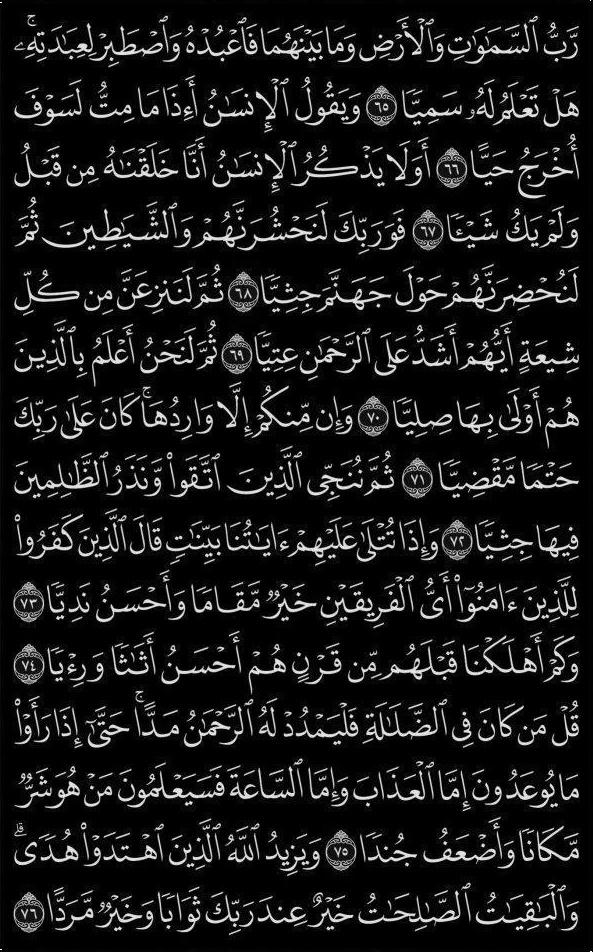 رَّبُّ ٱلسَّمَٰوَٰتِ وَٱلۡأَرۡضِ وَمَا بَيۡنَهُمَا فَٱعۡبُدۡهُ وَٱصۡطَبِرۡ لِعِبَٰدَتِهِۦۚ
هَلۡ تَعۡلَمُ لَهُۥ سَمِيّٗا ٦٥ وَيَقُولُ ٱلۡإِنسَٰنُ أَءِذَا مَا مِتُّ لَسَوۡفَ
أُخۡرَجُ حَيًّا ٦٦ أَوَلَا يَذۡكُرُ ٱلۡإِنسَٰنُ أَنَّا خَلَقۡنَٰهُ مِن قَبۡلُ
وَلَمۡ يَكُ شَيۡـٔٗا ٦٧ فَوَرَبِّكَ لَنَحۡشُرَنَّهُمۡ وَٱلشَّيَٰطِينَ ثُمَّ
لَنُحۡضِرَنَّهُمۡ حَوۡلَ جَهَنَّمَ جِثِيّٗا ٦٨ ثُمَّ لَنَنزِعَنَّ مِن كُلِّ
شِيعَةٍ أَيُّهُمۡ أَشَدُّ عَلَى ٱلرَّحۡمَٰنِ عِتِيّٗا ٦٩ ثُمَّ لَنَحۡنُ أَعۡلَمُ بِٱلَّذِينَ
هُمۡ أَوۡلَىٰ بِهَا صِلِيّٗا ٧٠ وَإِن مِّنكُمۡ إِلَّا وَارِدُهَاۚ كَانَ عَلَىٰ رَبِّكَ
حَتۡمٗا مَّقۡضِيّٗا ٧١ ثُمَّ نُنَجِّي ٱلَّذِينَ ٱتَّقَواْ وَّنَذَرُ ٱلظَّٰلِمِينَ
فِيهَا جِثِيّٗا ٧٢ وَإِذَا تُتۡلَىٰ عَلَيۡهِمۡ ءَايَٰتُنَا بَيِّنَٰتٖ قَالَ ٱلَّذِينَ كَفَرُواْ
لِلَّذِينَ ءَامَنُوٓاْ أَيُّ ٱلۡفَرِيقَيۡنِ خَيۡرٞ مَّقَامٗا وَأَحۡسَنُ نَدِيّٗا ٧٣
وَكَمۡ أَهۡلَكۡنَا قَبۡلَهُم مِّن قَرۡنٍ هُمۡ أَحۡسَنُ أَثَٰثٗا وَرِءۡيٗا ٧٤
قُلۡ مَن كَانَ فِي ٱلضَّلَٰلَةِ فَلۡيَمۡدُدۡ لَهُ ٱلرَّحۡمَٰنُ مَدًّاۚ حَتَّىٰٓ إِذَا رَأَوۡاْ
مَا يُوعَدُونَ إِمَّا ٱلۡعَذَابَ وَإِمَّا ٱلسَّاعَةَ فَسَيَعۡلَمُونَ مَنۡ هُوَ شَرّٞ
مَّكَانٗا وَأَضۡعَفُ جُندٗا ٧٥ وَيَزِيدُ ٱللَّهُ ٱلَّذِينَ ٱهۡتَدَوۡاْ هُدٗىۗ
وَٱلۡبَٰقِيَٰتُ ٱلصَّٰلِحَٰتُ خَيۡرٌ عِندَ رَبِّكَ ثَوَابٗا وَخَيۡرٞ مَّرَدًّا ٧٦